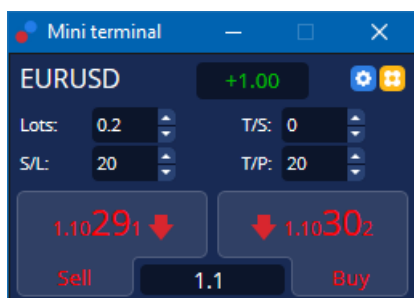 Mini terminal
EURUSD +1.00
Lots: 0.2 T/S: 0
S/L: 20 T/P: 20
1.10291 1.10302
Sell 1.1 Buy